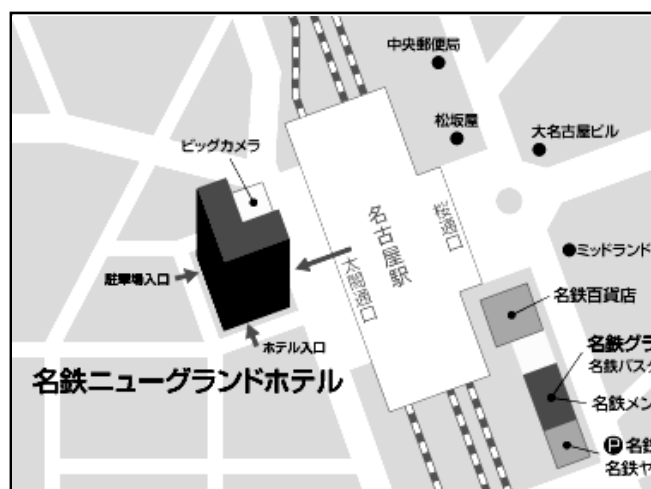 中央郵便局
松坂屋
大名古屋ビル
ビッグカメラ
桜通口
名古屋駅
太閤通口
ミッドランド
駐車場入口
名鉄百貨店
ホテル入口
名鉄グラ
名鉄バスタ
名鉄ニューグランドホテル
名鉄メン
P 名鉄
名鉄ヤ